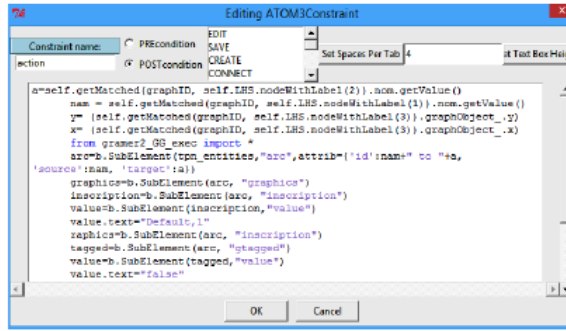 Editing ATOM3Constraint
Constraint name:
ection
PREcondition
POSTcondition
EDIT
SAVE
CREATE
CONNECT
Set Spaces Per Tab 4
t Text Box Hei
a=self.getMatched(graphID, self.LHS.nodeWithLabel(2)).nom.getValue()
nam = self.getMatched(graphID, self.LHS.nodeWithLabel(1)).nom.getValue()
y= (self.getMatched(graphID, self.LHS.nodeWithLabel(3)).graphObject_.y)
x= (self.getMatched(graphID, self.LHS.nodeWithLabel(3)).graphObject_.x)
from gramer2_GG_exec import *
arc=b.SubElement(tpn_entities,"arc",attrib={'id':nam+" to "+a,
'source':nam, 'target':a})
graphics=b.SubElement(arc, "graphics")
inscription=b.SubElement(arc, "inscription")
value=b.SubElement(inscription,"value")
value.text="Default,1"
raphics=b.SubElement(arc, "inscription")
tagged=b.SubElement(arc, "gtagged")
value=b.SubElement(tagged,"value")
value.text="false"
OK
Cancel